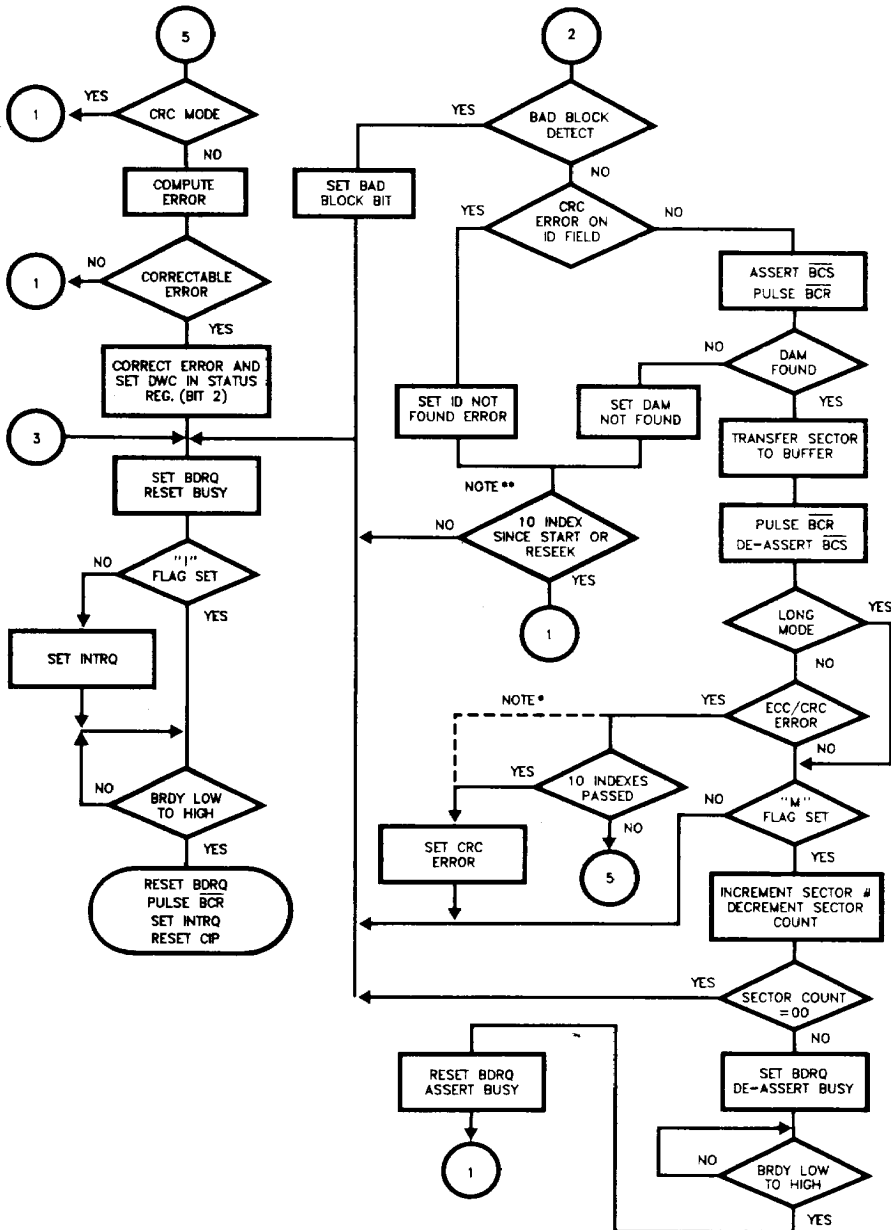 5
YES
1
CRC MODE
NO
COMPUTE
ERROR
NO
1
CORRECTABLE
ERROR
YES
CORRECT ERROR AND
SET DWC IN STATUS
REG. (BIT 2)
3
SET BDRQ
RESET BUSY
NO
"I"
FLAG SET
YES
SET INTRQ
NO
BRDY LOW
TO HIGH
YES
RESET BDRQ
PULSE BCR
SET INTRQ
RESET CIP
2
YES
BAD BLOCK
DETECT
NO
SET BAD
BLOCK BIT
YES
CRC
ERROR ON
ID FIELD
NO
ASSERT BCS
PULSE BCR
NO
DAM
FOUND
YES
SET ID NOT
FOUND ERROR
SET DAM
NOT FOUND
TRANSFER SECTOR
TO BUFFER
NOTE**
NO
10 INDEX
SINCE START OR
RESEEK
YES
1
PULSE BCR
DE-ASSERT BCS
LONG
MODE
YES
NO
NOTE*
YES
ECC/CRC
ERROR
NO
YES
10 INDEXES
PASSED
NO
5
SET CRC
ERROR
NO
"M"
FLAG SET
YES
INCREMENT SECTOR #
DECREMENT SECTOR
COUNT
YES
SECTOR COUNT
=00
NO
RESET BDRQ
ASSERT BUSY
1
SET BDRQ
DE-ASSERT BUSY
NO
BRDY LOW
TO HIGH
YES